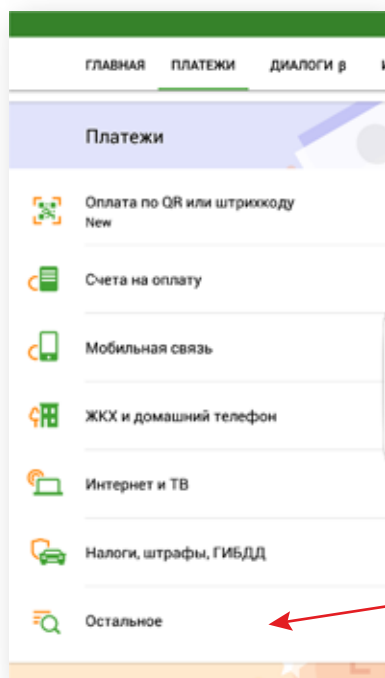 ГЛАВНАЯ ПЛАТЕЖИ ДИАЛОГИ β
Платежи
Оплата по QR или штрихкоду
New
Счета на оплату
Мобильная связь
ЖКХ и домашний телефон
Интернет и ТВ
Налоги, штрафы, ГИБДД
Остальное